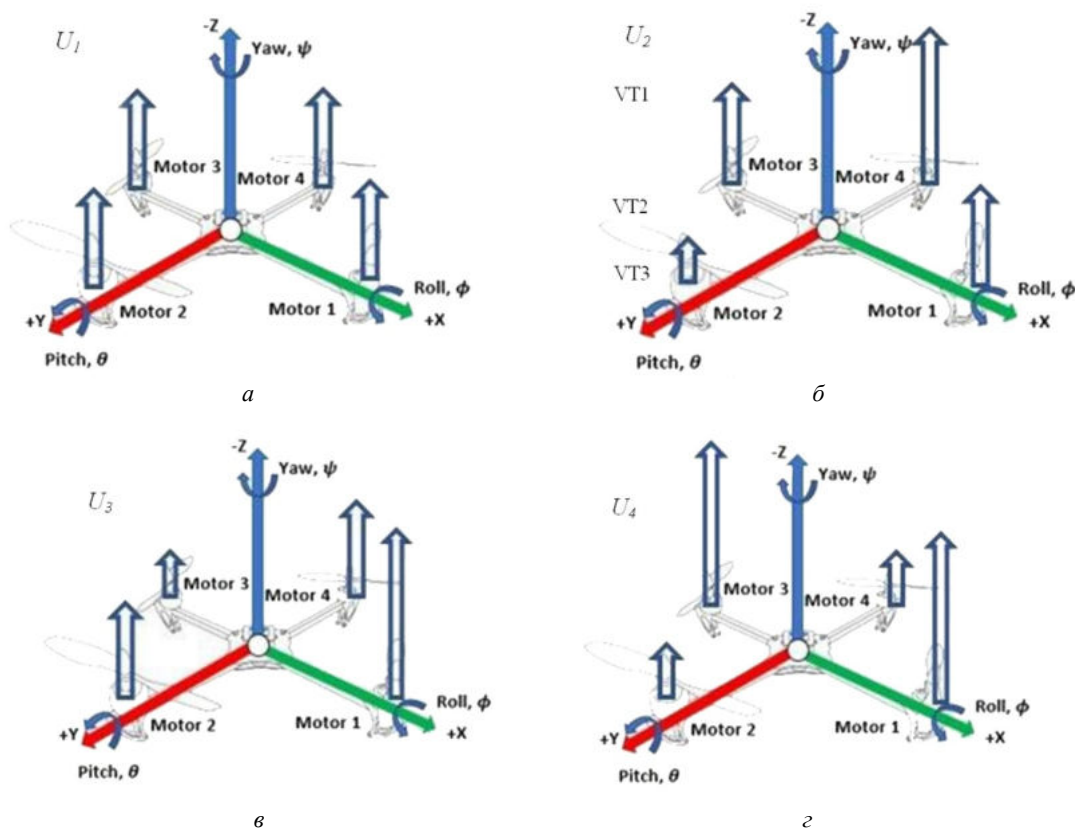 U1
-Z
Yaw, ψ
Motor 3
Motor 4
Motor 2
Motor 1
Roll, ϕ
+X
+Y
Pitch, θ
а
U2
VT1
VT2
VT3
-Z
Yaw, ψ
Motor 3
Motor 4
Motor 2
Motor 1
Roll, ϕ
+X
+Y
Pitch, θ
б
U3
-Z
Yaw, ψ
Motor 3
Motor 4
Motor 2
Motor 1
Roll, ϕ
+X
+Y
Pitch, θ
в
U4
-Z
Yaw, ψ
Motor 3
Motor 4
Motor 2
Motor 1
Roll, ϕ
+X
+Y
Pitch, θ
г